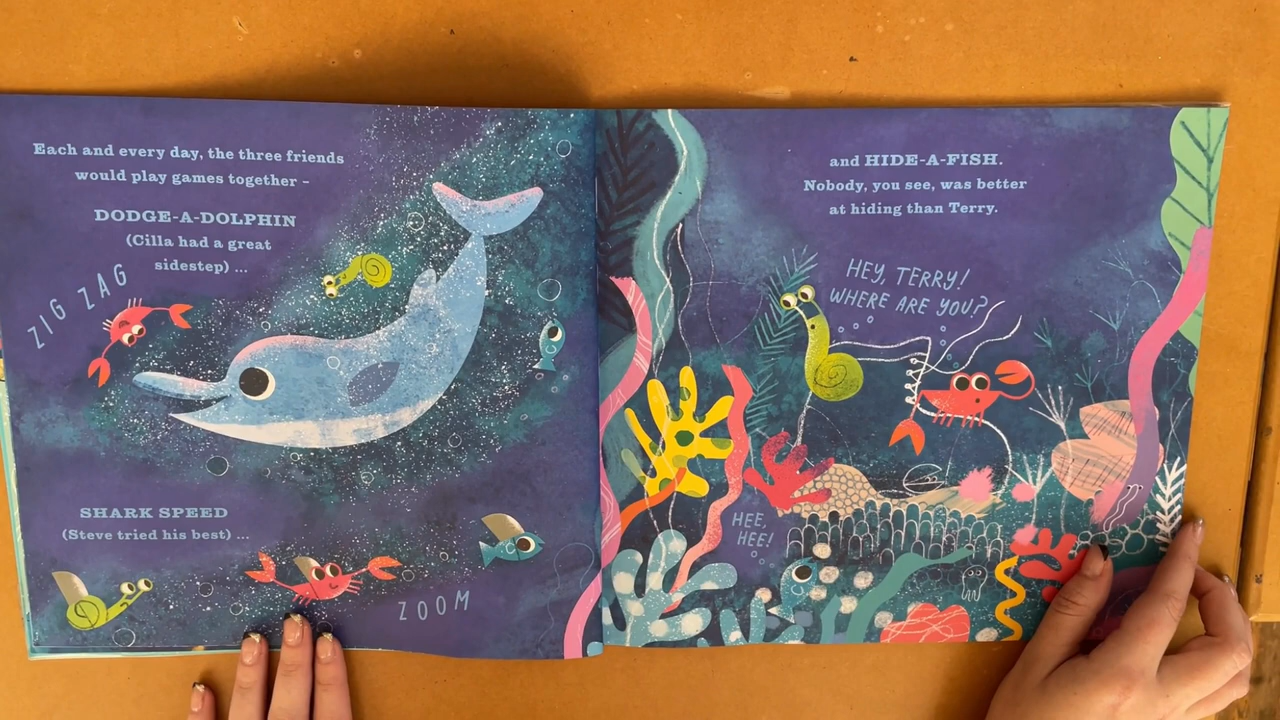 Each and every day, the three friends
would play games together –
DODGE-A-DOLPHIN
(Cilla had a great
sidestep) ...
ZIG ZAG
SHARK SPEED
(Steve tried his best) ...
ZOOM
and HIDE-A-FISH.
Nobody, you see, was better
at hiding than Terry.
HEY, TERRY!
WHERE ARE YOU?
HEE,
HEE!